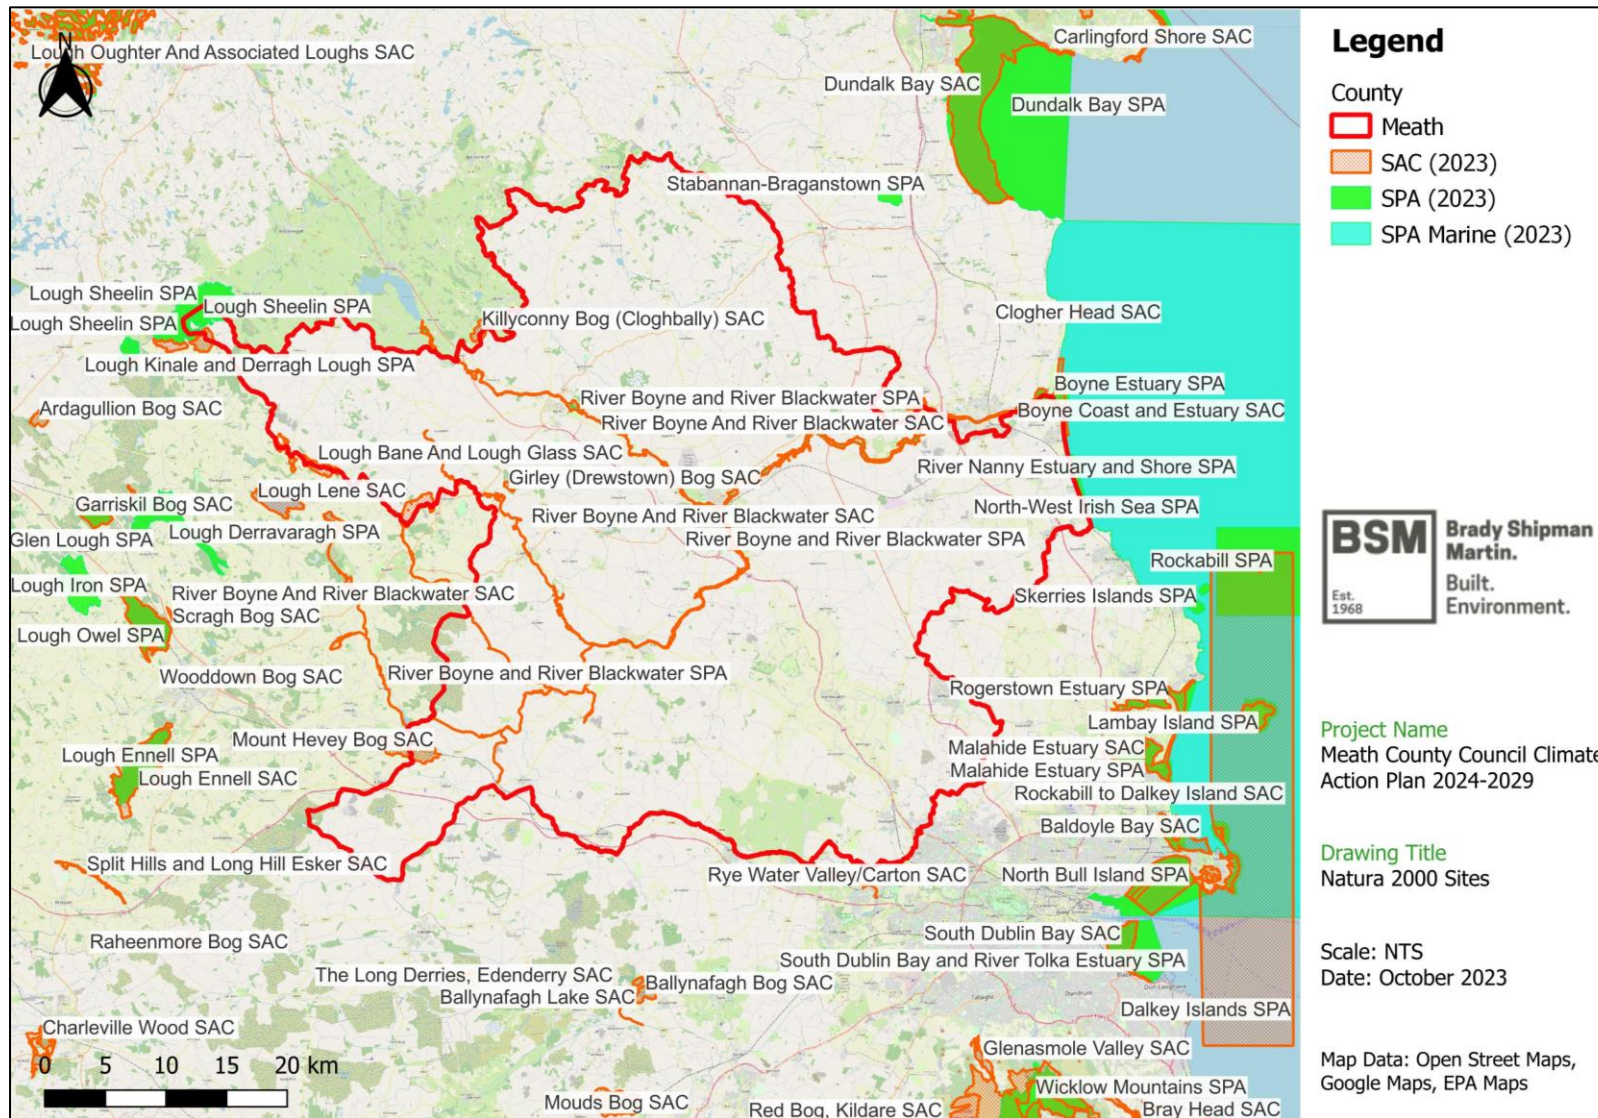 Lough Oughter And Associated Loughs SAC
N
Carlingford Shore SAC
Dundalk Bay SAC
Dundalk Bay SPA
Stabannan-Braganstown SPA
Lough Sheelin SPA
Lough Sheelin SPA
Lough Sheelin SPA
Killyconny Bog (Cloghbally) SAC
Clogher Head SAC
Lough Kinale and Derragh Lough SPA
Boyne Estuary SPA
River Boyne and River Blackwater SPA
Boyne Coast and Estuary SAC
Ardagullion Bog SAC
River Boyne And River Blackwater SAC
Lough Bane And Lough Glass SAC
River Nanny Estuary and Shore SPA
Girley (Drewstown) Bog SAC
Lough Lene SAC
Garriskil Bog SAC
North-West Irish Sea SPA
River Boyne And River Blackwater SAC
Lough Derravaragh SPA
Glen Lough SPA
River Boyne and River Blackwater SPA
Rockabill SPA
Lough Iron SPA
River Boyne And River Blackwater SAC
Skerries Islands SPA
Scragh Bog SAC
Lough Owel SPA
Wooddown Bog SAC
River Boyne and River Blackwater SPA
Rogerstown Estuary SPA
Lambay Island SPA
Mount Hevey Bog SAC
Malahide Estuary SAC
Lough Ennell SPA
Malahide Estuary SPA
Lough Ennell SAC
Rockabill to Dalkey Island SAC
Baldoyle Bay SAC
Split Hills and Long Hill Esker SAC
Rye Water Valley/Carton SAC
North Bull Island SPA
South Dublin Bay SAC
Raheenmore Bog SAC
South Dublin Bay and River Tolka Estuary SPA
The Long Derries, Edenderry SAC
Ballynafagh Bog SAC
Ballynafagh Lake SAC
Tallaght
Dundrum
Dalkey Islands SPA
Charleville Wood SAC
Glenasmole Valley SAC
0 5 10 15 20 km
Wicklow Mountains SPA
Mouds Bog SAC
Red Bog, Kildare SAC
Bray Head SAC
Legend
County
Meath
SAC (2023)
SPA (2023)
SPA Marine (2023)
BSM
Est.
1968
Brady Shipman
Martin.
Built.
Environment.
Project Name
Meath County Council Climate
Action Plan 2024-2029
Drawing Title
Natura 2000 Sites
Scale: NTS
Date: October 2023
Map Data: Open Street Maps,
Google Maps, EPA Maps